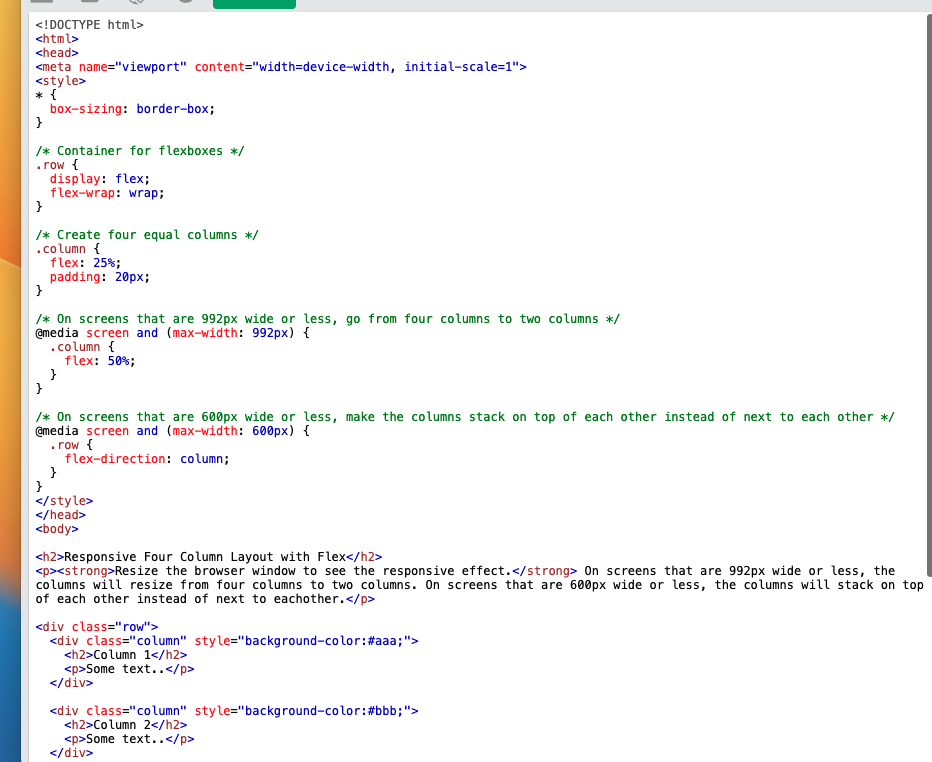 <!DOCTYPE html>
<html>
<head>
<meta name="viewport" content="width=device-width, initial-scale=1">
<style>
* {
  box-sizing: border-box;
}

/* Container for flexboxes */
.row {
  display: flex;
  flex-wrap: wrap;
}

/* Create four equal columns */
.column {
  flex: 25%;
  padding: 20px;
}

/* On screens that are 992px wide or less, go from four columns to two columns */
@media screen and (max-width: 992px) {
  .column {
    flex: 50%;
  }
}

/* On screens that are 600px wide or less, make the columns stack on top of each other instead of next to each other */
@media screen and (max-width: 600px) {
  .row {
    flex-direction: column;
  }
}
</style>
</head>
<body>

<h2>Responsive Four Column Layout with Flex</h2>
<p><strong>Resize the browser window to see the responsive effect.</strong> On screens that are 992px wide or less, the
columns will resize from four columns to two columns. On screens that are 600px wide or less, the columns will stack on top
of each other instead of next to eachother.</p>

<div class="row">
  <div class="column" style="background-color:#aaa;">
    <h2>Column 1</h2>
    <p>Some text..</p>
  </div>

  <div class="column" style="background-color:#bbb;">
    <h2>Column 2</h2>
    <p>Some text..</p>
  </div>